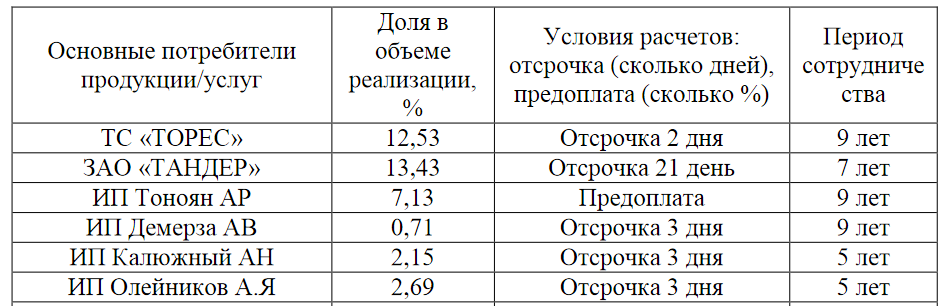 Основные потребители продукции/услуг | Доля в объеме реализации, % | Условия расчетов: отсрочка (сколько дней), предоплата (сколько %) | Период сотрудниче ства
ТС «ТОРЕС» | 12,53 | Отсрочка 2 дня | 9 лет
ЗАО «ТАНДЕР» | 13,43 | Отсрочка 21 день | 7 лет
ИП Тоноян АР | 7,13 | Предоплата | 9 лет
ИП Демерза АВ | 0,71 | Отсрочка 3 дня | 9 лет
ИП Калюжный АН | 2,15 | Отсрочка 3 дня | 5 лет
ИП Олейников А.Я | 2,69 | Отсрочка 3 дня | 5 лет